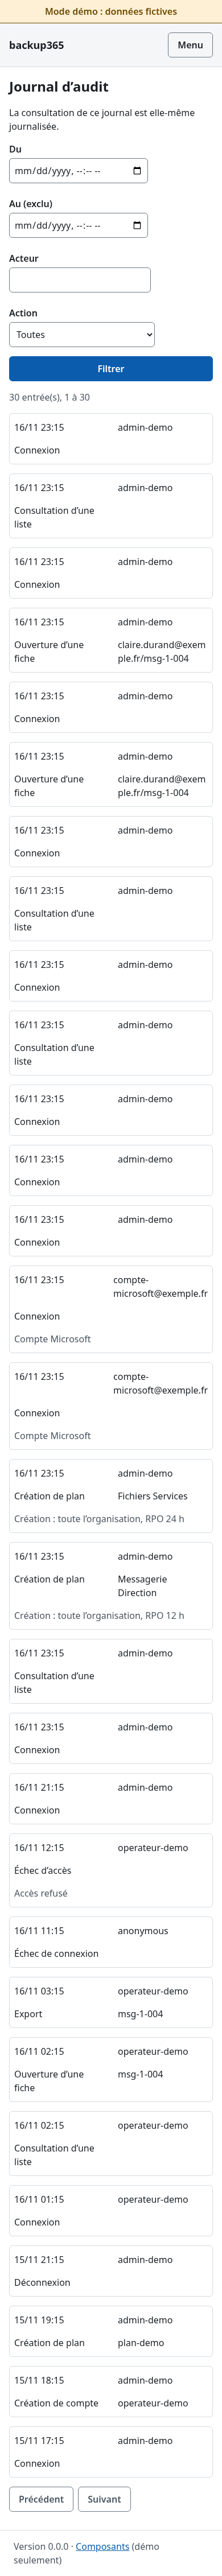 Mode démo : données fictives
backup365
Menu
Journal d’audit
La consultation de ce journal est elle-même
journalisée.
Du
mm/dd/yyyy, --:-- --
Au (exclu)
mm/dd/yyyy, --:-- --
Acteur
Action
Toutes
Filtrer
30 entrée(s), 1 à 30
16/11 23:15 admin-demo
Connexion
16/11 23:15 admin-demo
Consultation d’une
liste
16/11 23:15 admin-demo
Connexion
16/11 23:15 admin-demo
Ouverture d’une claire.durand@exem
fiche ple.fr/msg-1-004
16/11 23:15 admin-demo
Connexion
16/11 23:15 admin-demo
Ouverture d’une claire.durand@exem
fiche ple.fr/msg-1-004
16/11 23:15 admin-demo
Connexion
16/11 23:15 admin-demo
Consultation d’une
liste
16/11 23:15 admin-demo
Connexion
16/11 23:15 admin-demo
Consultation d’une
liste
16/11 23:15 admin-demo
Connexion
16/11 23:15 admin-demo
Connexion
16/11 23:15 admin-demo
Connexion
16/11 23:15 compte-
microsoft@exemple.fr
Connexion
Compte Microsoft
16/11 23:15 compte-
microsoft@exemple.fr
Connexion
Compte Microsoft
16/11 23:15 admin-demo
Création de plan Fichiers Services
Création : toute l’organisation, RPO 24 h
16/11 23:15 admin-demo
Création de plan Messagerie
Direction
Création : toute l’organisation, RPO 12 h
16/11 23:15 admin-demo
Consultation d’une
liste
16/11 23:15 admin-demo
Connexion
16/11 21:15 admin-demo
Connexion
16/11 12:15 operateur-demo
Échec d’accès
Accès refusé
16/11 11:15 anonymous
Échec de connexion
16/11 03:15 operateur-demo
Export msg-1-004
16/11 02:15 operateur-demo
Ouverture d’une msg-1-004
fiche
16/11 02:15 operateur-demo
Consultation d’une
liste
16/11 01:15 operateur-demo
Connexion
15/11 21:15 admin-demo
Déconnexion
15/11 19:15 admin-demo
Création de plan plan-demo
15/11 18:15 admin-demo
Création de compte operateur-demo
15/11 17:15 admin-demo
Connexion
Précédent Suivant
Version 0.0.0 · Composants (démo
seulement)